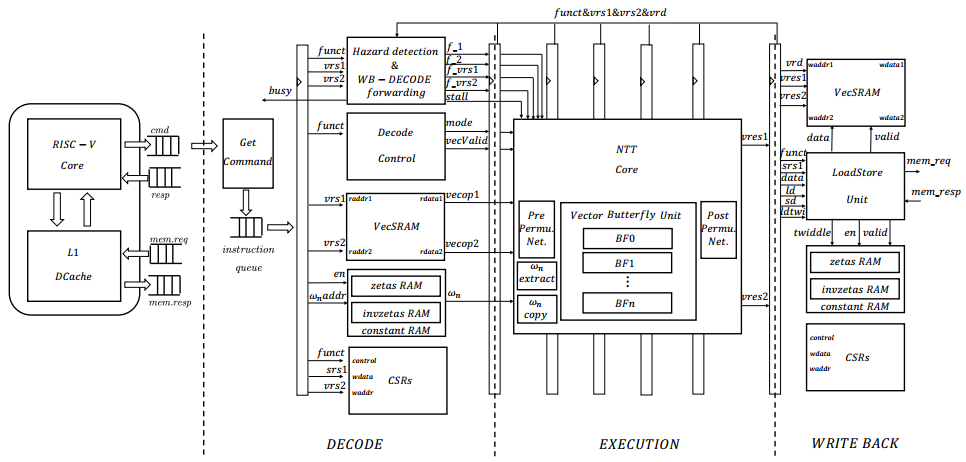 funct&vrs1&vrs2&vrd
RISC-V
Core
cmd
resp
L1
DCache
mem.req
mem.resp
Get
Command
instruction
queue
busy
funct
vrs1
vrs2
Hazard detection
&
WB-DECODE
forwarding
f_1
f_2
f_vrs1
f_vrs2
stall
funct
Decode
Control
mode
vecValid
vrs1
vrs2
raddr1
rdata1
VecSRAM
raddr2
rdata2
vecop1
vecop2
en
ωnaddr
zetas RAM
invzetas RAM
constant RAM
ωn
funct
srs1
vrs2
control
wdata
waddr
CSRs
NTT
Core
Pre
Permu.
Net.
Vector Butterfly Unit
BF0
BF1
BFn
Post
Permu.
Net.
ωn
extract
ωn
copy
vres1
vres2
vrd
vres1
vres2
waddr1
wdata1
VecSRAM
waddr2
wdata2
data
valid
funct
srs1
data
ld
sd
ldtwi
LoadStore
Unit
mem_req
mem_resp
twiddle
en
valid
zetas RAM
invzetas RAM
constant RAM
control
wdata
waddr
CSRs
DECODE
EXECUTION
WRITE BACK